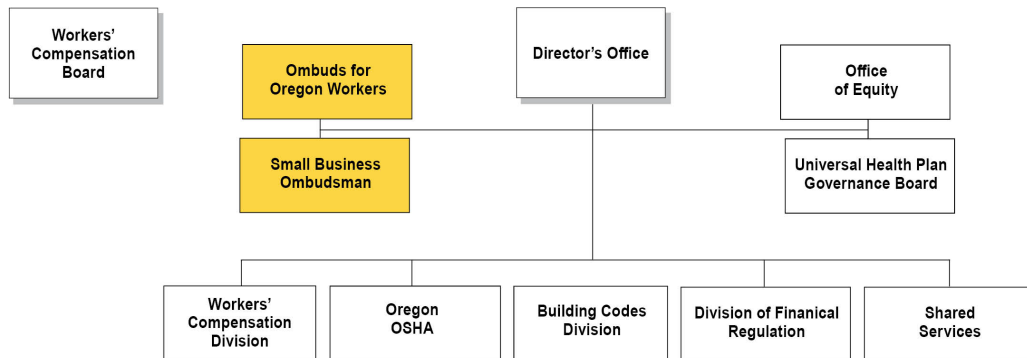 Workers'
Compensation
Board
Director's Office
Ombuds for
Oregon Workers
Office
of Equity
Small Business
Ombudsman
Universal Health Plan
Governance Board
Workers'
Compensation
Division
Oregon
OSHA
Building Codes
Division
Division of Finanical
Regulation
Shared
Services